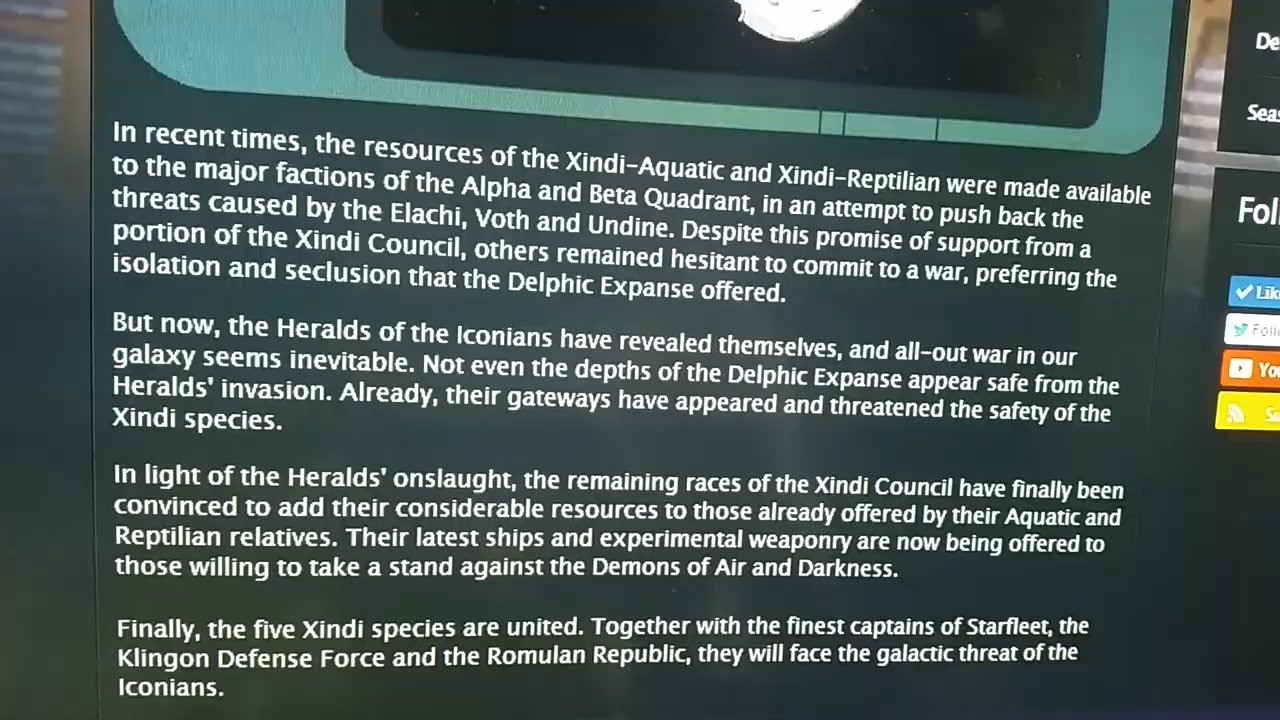 In recent times, the resources of the Xindi-Aquatic and Xindi-Reptilian were made available
to the major factions of the Alpha and Beta Quadrant, in an attempt to push back the
threats caused by the Elachi, Voth and Undine. Despite this promise of support from a
portion of the Xindi Council, others remained hesitant to commit to a war, preferring the
isolation and seclusion that the Delphic Expanse offered.
But now, the Heralds of the Iconians have revealed themselves, and all-out war in our
galaxy seems inevitable. Not even the depths of the Delphic Expanse appear safe from the
Heralds' invasion. Already, their gateways have appeared and threatened the safety of the
Xindi species.
In light of the Heralds' onslaught, the remaining races of the Xindi Council have finally been
convinced to add their considerable resources to those already offered by their Aquatic and
Reptilian relatives. Their latest ships and experimental weaponry are now being offered to
those willing to take a stand against the Demons of Air and Darkness.
Finally, the five Xindi species are united. Together with the finest captains of Starfleet, the
Klingon Defense Force and the Romulan Republic, they will face the galactic threat of the
Iconians.